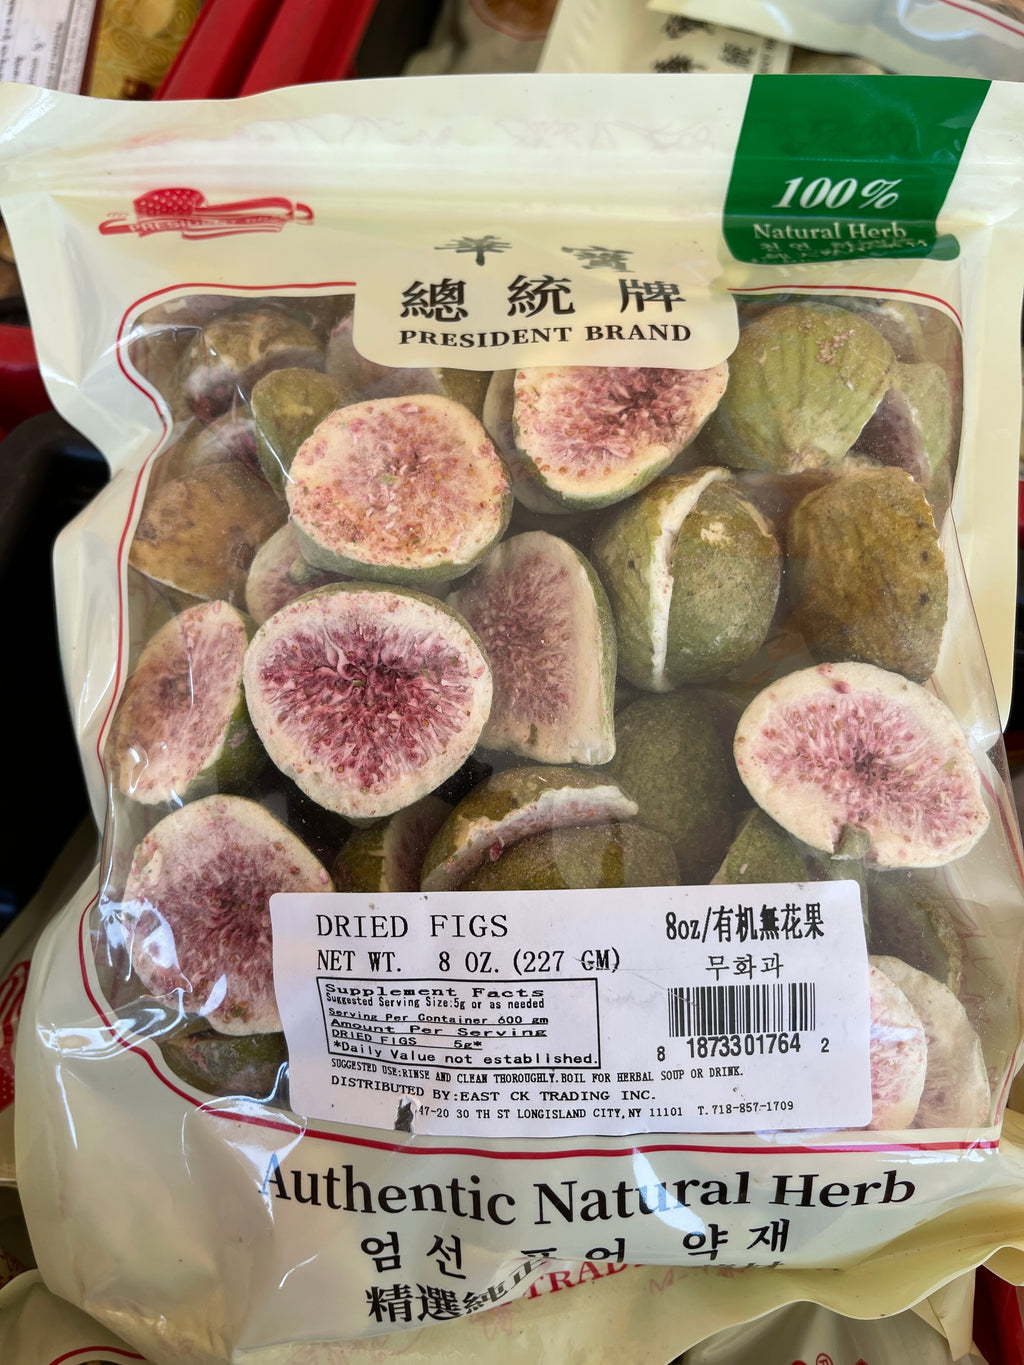 100%
Natural Herb
PRESIDENT
華 寶
總 統 牌
PRESIDENT BRAND
DRIED FIGS
8oz/有机無花果
NET WT. 8 OZ. (227 GM)
무화과
Supplement Facts
Suggested Serving Size:5g or as needed
Serving Per Container 600 gm
Amount Per Serving
DRIED FIGS 5g*
*Daily Value not established.
8 1873301764 2
SUGGESTED USE:RINSE AND CLEAN THOROUGHLY.BOIL FOR HERBAL SOUP OR DRINK.
DISTRIBUTED BY:EAST CK TRADING INC.
47-20 30 TH ST LONGISLAND CITY,NY 11101 T.718-857-1709
Authentic Natural Herb
엄 선 약 재
精選純正